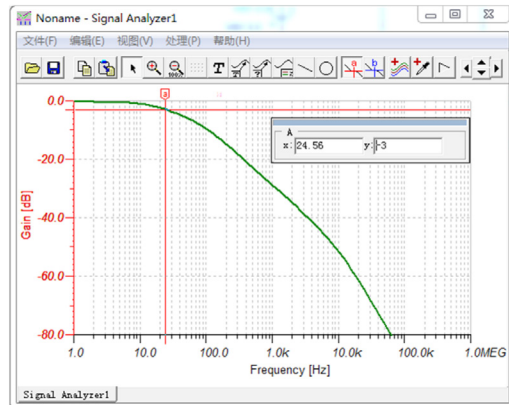 Noname - Signal Analyzer1
文件(F) 编辑(E) 视图(V) 处理(P) 帮助(H)
T a b
a
0.0
A
x: 24.56 y: -3
-20.0
-40.0
-60.0
-80.0
Gain [dB]
1.0 10.0 100.0 1.0k 10.0k 100.0k 1.0MEG
Frequency [Hz]
Signal Analyzer1